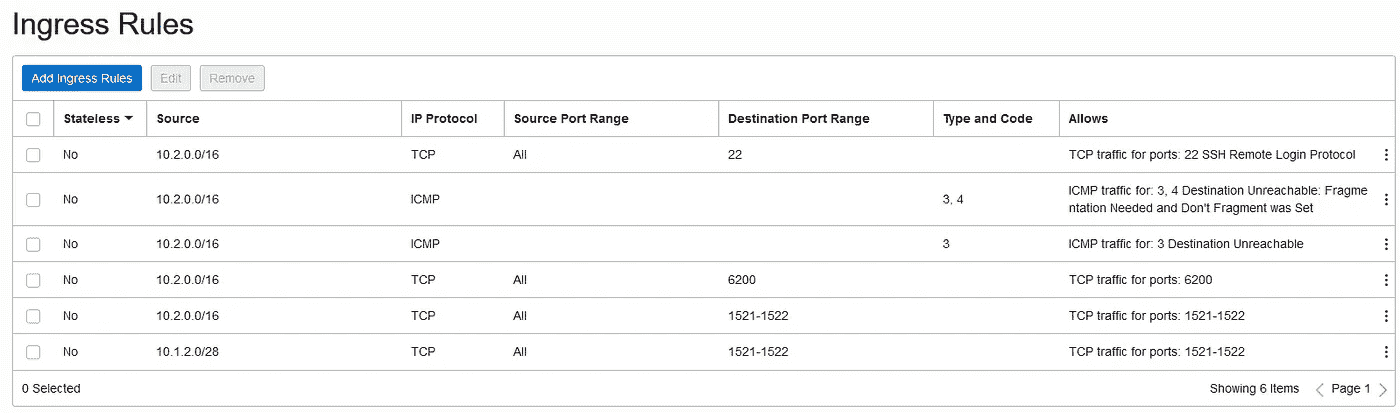 Ingress Rules
Add Ingress Rules Edit Remove
Stateless Source IP Protocol Source Port Range Destination Port Range Type and Code Allows
No 10.2.0.0/16 TCP All 22 TCP traffic for ports: 22 SSH Remote Login Protocol
No 10.2.0.0/16 ICMP 3, 4 ICMP traffic for: 3, 4 Destination Unreachable: Fragme
ntation Needed and Don't Fragment was Set
No 10.2.0.0/16 ICMP 3 ICMP traffic for: 3 Destination Unreachable
No 10.2.0.0/16 TCP All 6200 TCP traffic for ports: 6200
No 10.2.0.0/16 TCP All 1521-1522 TCP traffic for ports: 1521-1522
No 10.1.2.0/28 TCP All 1521-1522 TCP traffic for ports: 1521-1522
0 Selected Showing 6 Items Page 1